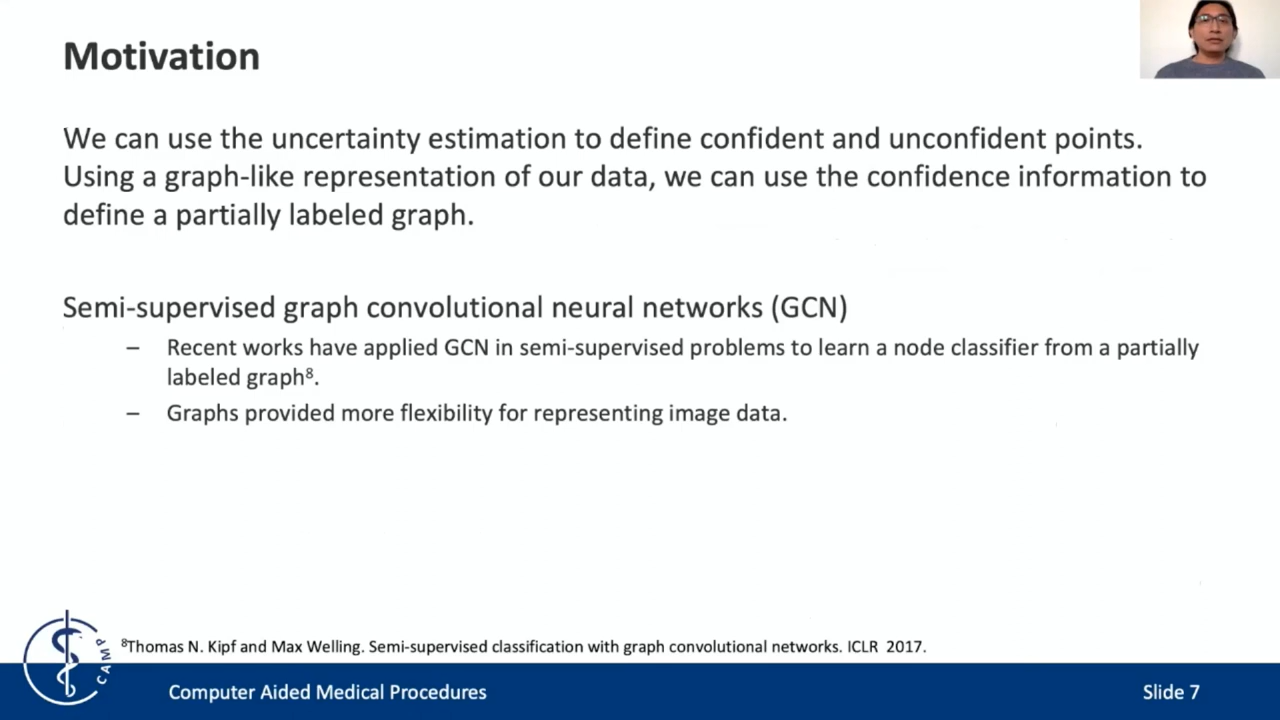 Motivation
We can use the uncertainty estimation to define confident and unconfident points.
Using a graph-like representation of our data, we can use the confidence information to
define a partially labeled graph.
Semi-supervised graph convolutional neural networks (GCN)
– Recent works have applied GCN in semi-supervised problems to learn a node classifier from a partially
labeled graph⁸.
– Graphs provided more flexibility for representing image data.
⁸Thomas N. Kipf and Max Welling. Semi-supervised classification with graph convolutional networks. ICLR 2017.
CAMP
Computer Aided Medical Procedures
Slide 7